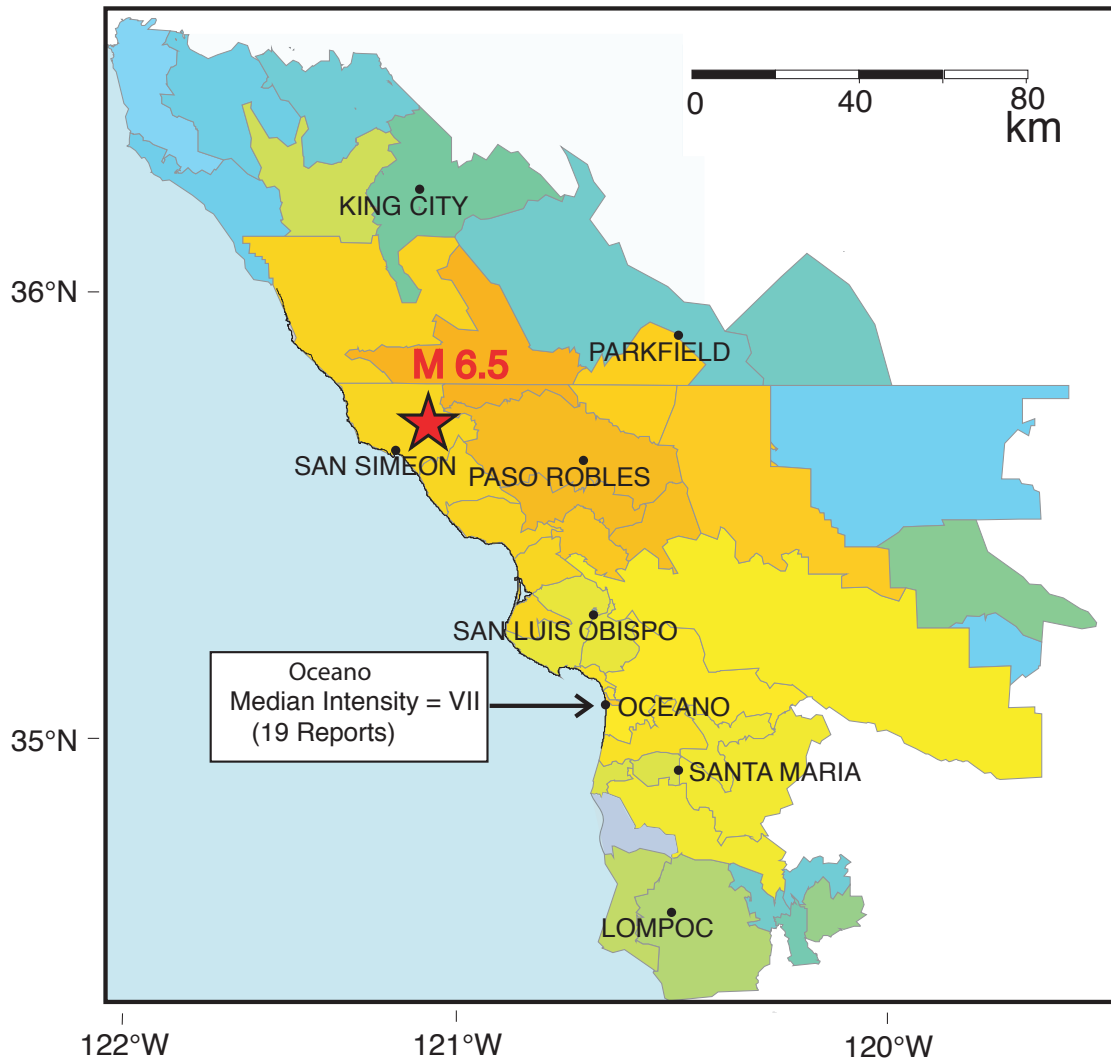 0 40 80
km
KING CITY
36°N
PARKFIELD
M 6.5
SAN SIMEON
PASO ROBLES
SAN LUIS OBISPO
Oceano
Median Intensity = VII
(19 Reports)
OCEANO
35°N
SANTA MARIA
LOMPOC
122°W 121°W 120°W